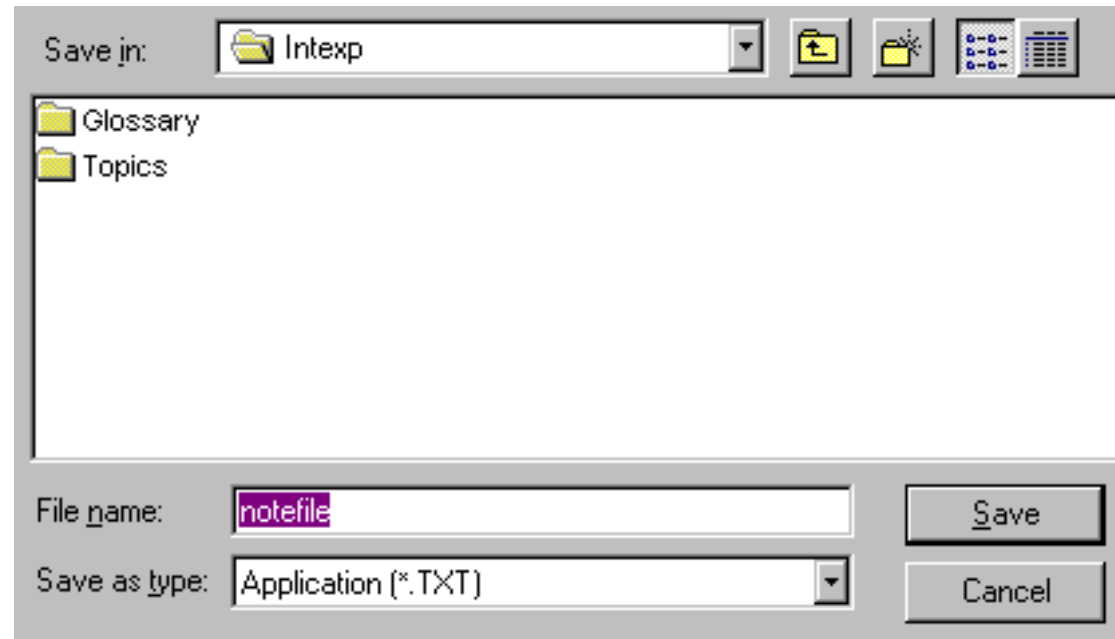 Save in: Intexp
Glossary
Topics
File name: notefile Save
Save as type: Application (*.TXT) Cancel